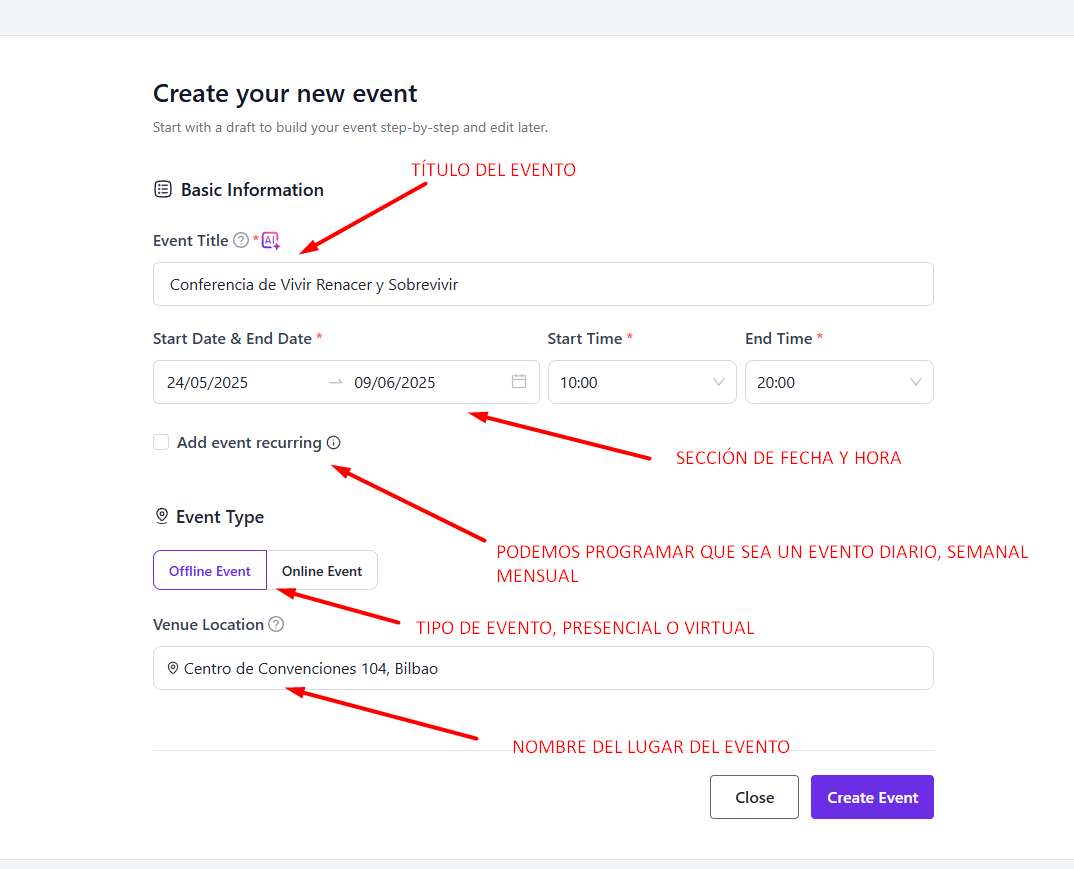 Create your new event
Start with a draft to build your event step-by-step and edit later.
TÍTULO DEL EVENTO
Basic Information
Event Title ? * AI
Conferencia de Vivir Renacer y Sobrevivir
Start Date & End Date * Start Time * End Time *
24/05/2025 → 09/06/2025 10:00 20:00
Add event recurring
SECCIÓN DE FECHA Y HORA
Event Type
PODEMOS PROGRAMAR QUE SEA UN EVENTO DIARIO, SEMANAL
MENSUAL
Offline Event Online Event
Venue Location ?
TIPO DE EVENTO, PRESENCIAL O VIRTUAL
Centro de Convenciones 104, Bilbao
NOMBRE DEL LUGAR DEL EVENTO
Close Create Event